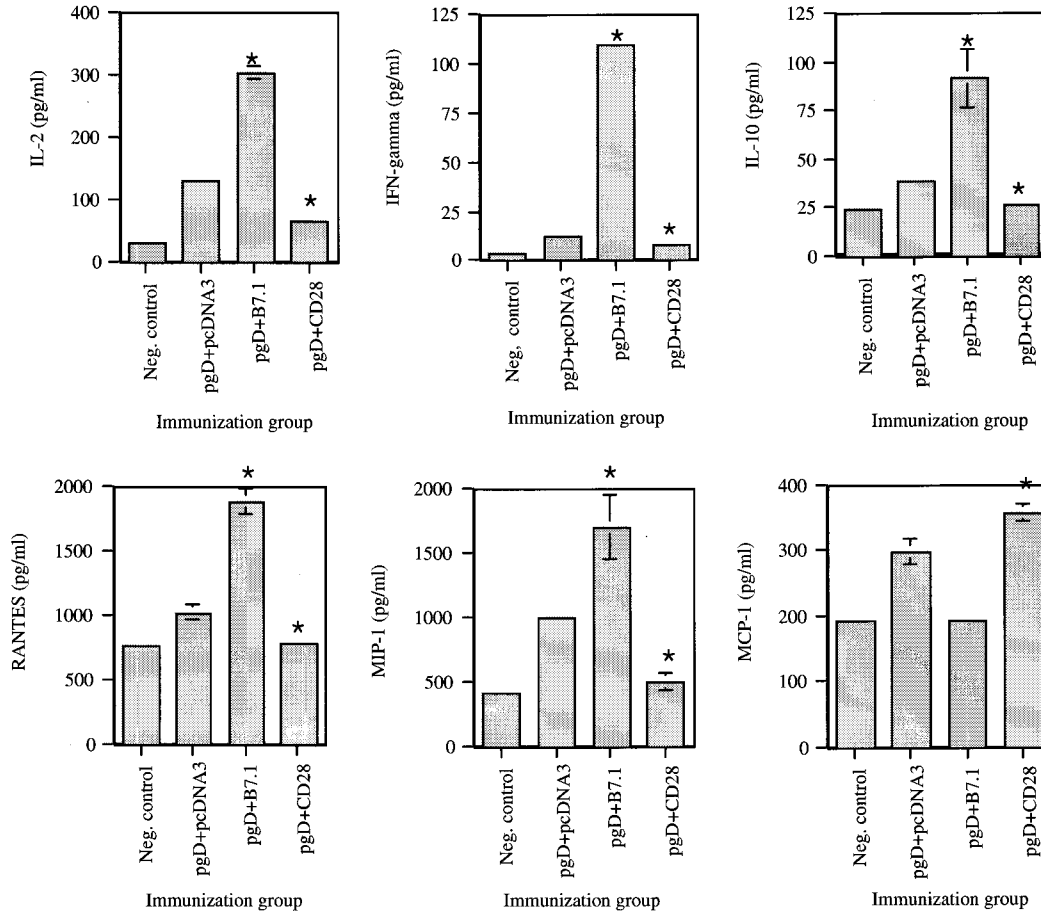 IL-2 (pg/ml)
400
300
200
100
0
*
*
Neg. control
pgD+pcDNA3
pgD+B7.1
pgD+CD28
Immunization group
IFN-gamma (pg/ml)
125
100
75
50
25
0
*
*
Neg, control
pgD+pcDNA3
pgD+B7.1
pgD+CD28
Immunization group
IL-10 (pg/ml)
125
100
75
50
25
0
*
*
Neg. control
pgD+pcDNA3
pgD+B7.1
pgD+CD28
Immunization group
RANTES (pg/ml)
2000
1500
1000
500
0
*
*
Neg. control
pgD+pcDNA3
pgD+B7.1
pgD+CD28
Immunization group
MIP-1 (pg/ml)
2000
1500
1000
500
0
*
*
Neg. control
pgD+pcDNA3
pgD+B7.1
pgD+CD28
Immunization group
MCP-1 (pg/ml)
400
300
200
100
0
*
Neg. control
pgD+pcDNA3
pgD+B7.1
pgD+CD28
Immunization group